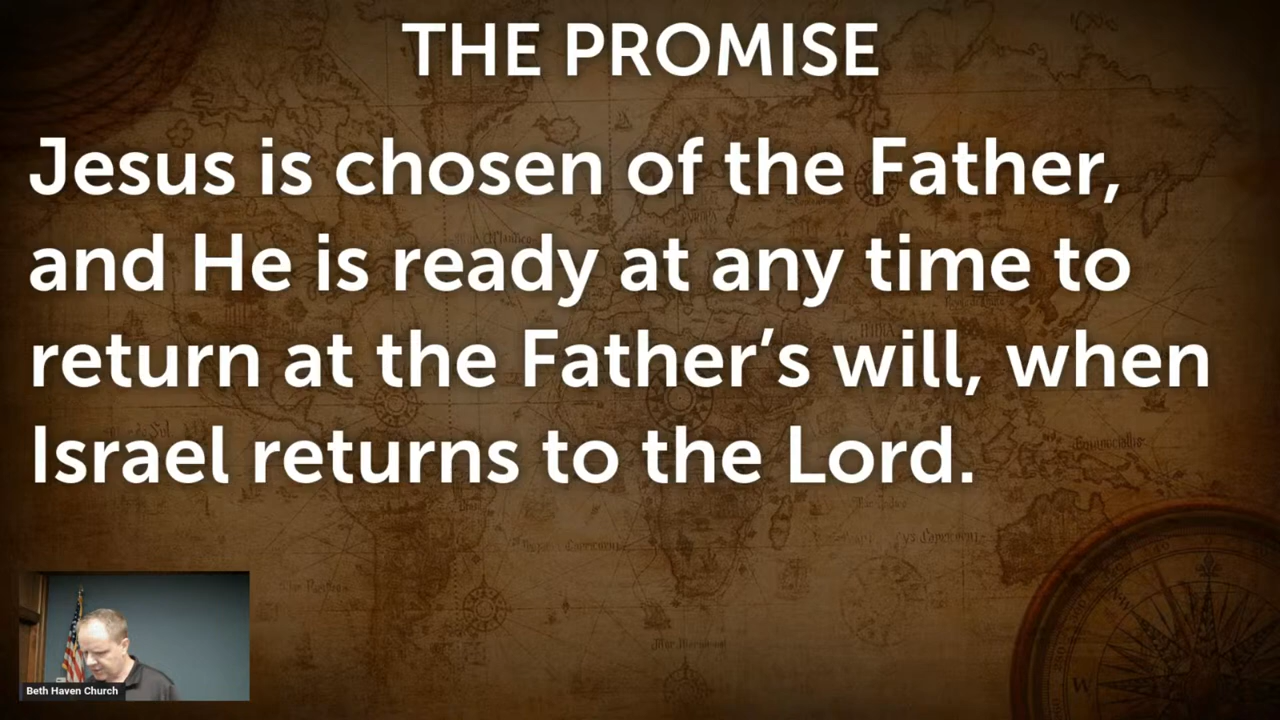 THE PROMISE
Jesus is chosen of the Father,
and He is ready at any time to
return at the Father’s will, when
Israel returns to the Lord.
Beth Haven Church
W